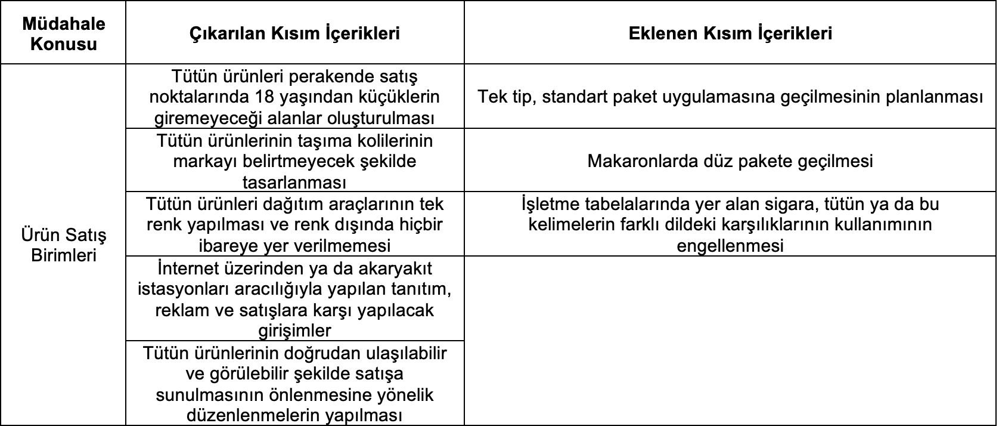 Müdahale
Konusu
Çıkarılan Kısım İçerikleri
Eklenen Kısım İçerikleri
Ürün Satış
Birimleri
Tütün ürünleri perakende satış
noktalarında 18 yaşından küçüklerin
giremeyeceği alanlar oluşturulması
Tek tip, standart paket uygulamasına geçilmesinin planlanması
Tütün ürünlerinin taşıma kolilerinin
markayı belirtmeyecek şekilde
tasarlanması
Makaronlarda düz pakete geçilmesi
Tütün ürünleri dağıtım araçlarının tek
renk yapılması ve renk dışında hiçbir
ibareye yer verilmemesi
İşletme tabelalarında yer alan sigara, tütün ya da bu
kelimelerin farklı dildeki karşılıklarının kullanımının
engellenmesi
İnternet üzerinden ya da akaryakıt
istasyonları aracılığıyla yapılan tanıtım,
reklam ve satışlara karşı yapılacak
girişimler
Tütün ürünlerinin doğrudan ulaşılabilir
ve görülebilir şekilde satışa
sunulmasının önlenmesine yönelik
düzenlenmelerin yapılması